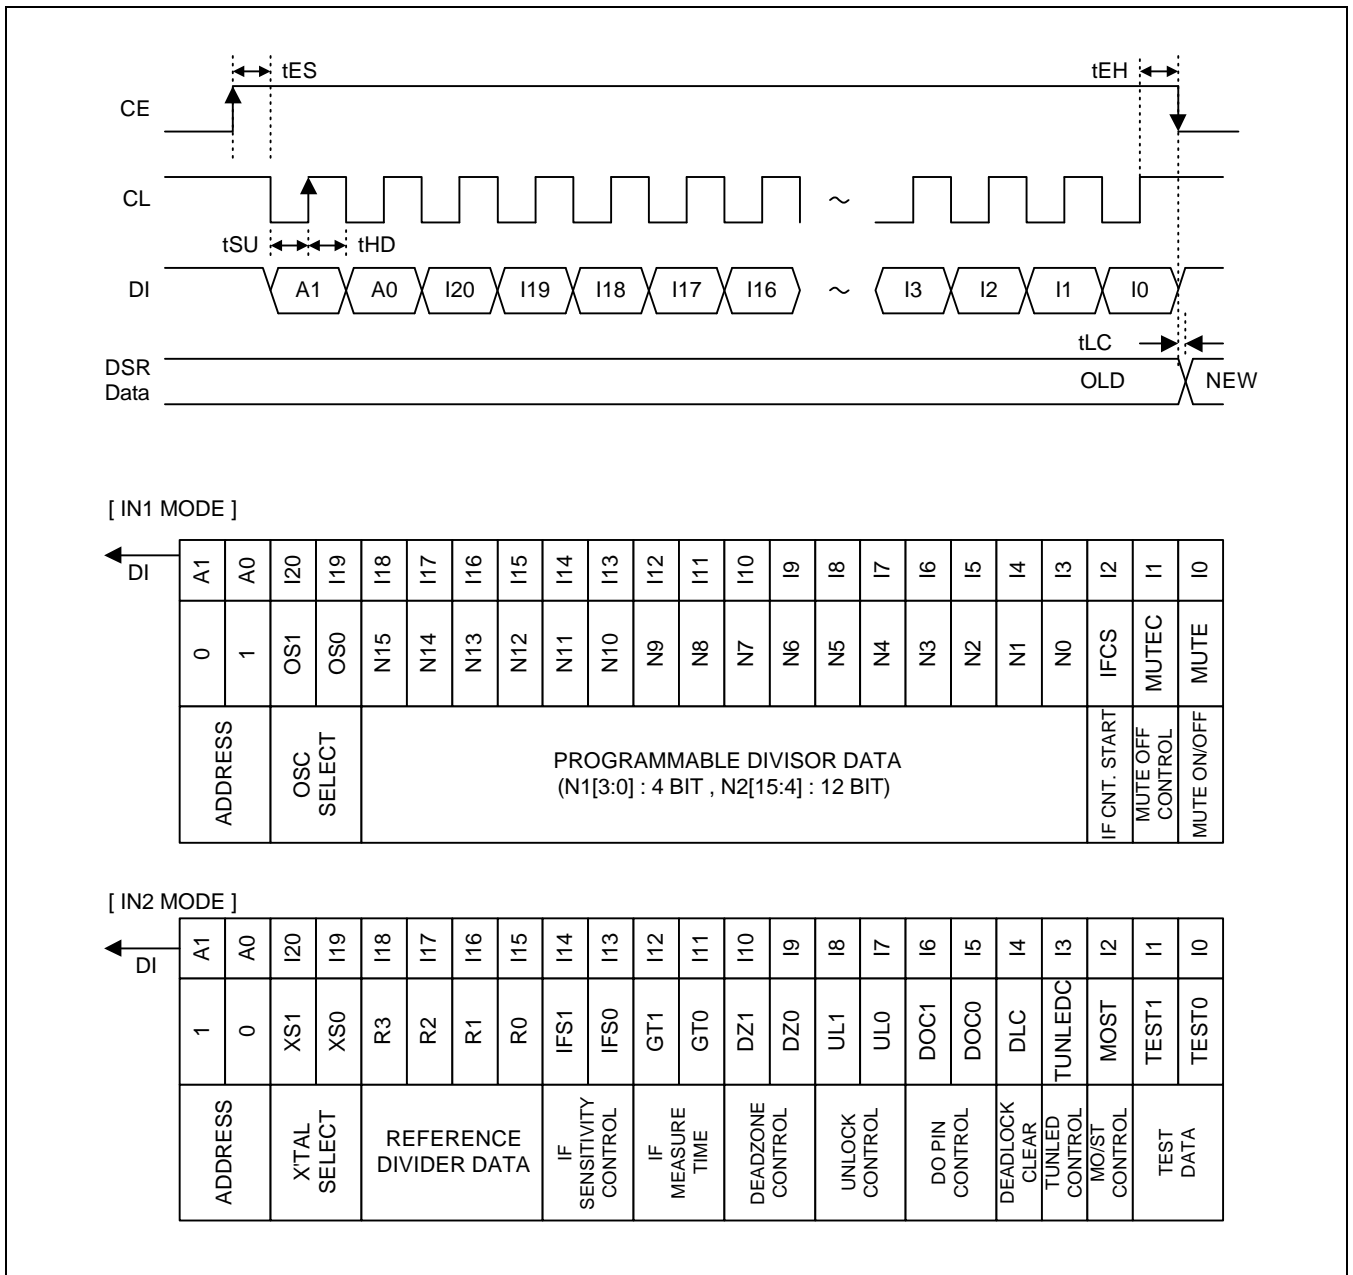 tES
tEH
CE
CL
tSU
tHD
DI
A1 A0 I20 I19 I18 I17 I16 ~ I3 I2 I1 I0
tLC
DSR
Data
OLD
NEW
[ IN1 MODE ]
DI
A1 A0 I20 I19 I18 I17 I16 I15 I14 I13 I12 I11 I10 I9 I8 I7 I6 I5 I4 I3 I2 I1 I0
0 1 OS1 OS0 N15 N14 N13 N12 N11 N10 N9 N8 N7 N6 N5 N4 N3 N2 N1 N0 IFCS MUTEC MUTE
ADDRESS
OSC
SELECT
PROGRAMMABLE DIVISOR DATA
(N1[3:0] : 4 BIT , N2[15:4] : 12 BIT)
IF CNT. START
MUTE OFF
CONTROL
MUTE ON/OFF
[ IN2 MODE ]
DI
A1 A0 I20 I19 I18 I17 I16 I15 I14 I13 I12 I11 I10 I9 I8 I7 I6 I5 I4 I3 I2 I1 I0
1 0 XS1 XS0 R3 R2 R1 R0 IFS1 IFS0 GT1 GT0 DZ1 DZ0 UL1 UL0 DOC1 DOC0 DLC TUNLEDC MOST TEST1 TEST0
ADDRESS
X'TAL
SELECT
REFERENCE
DIVIDER DATA
IF
SENSITIVITY
CONTROL
IF
MEASURE
TIME
DEADZONE
CONTROL
UNLOCK
CONTROL
DO PIN
CONTROL
DEADLOCK
CLEAR
TUNLED
CONTROL
MO/ST
CONTROL
TEST
DATA